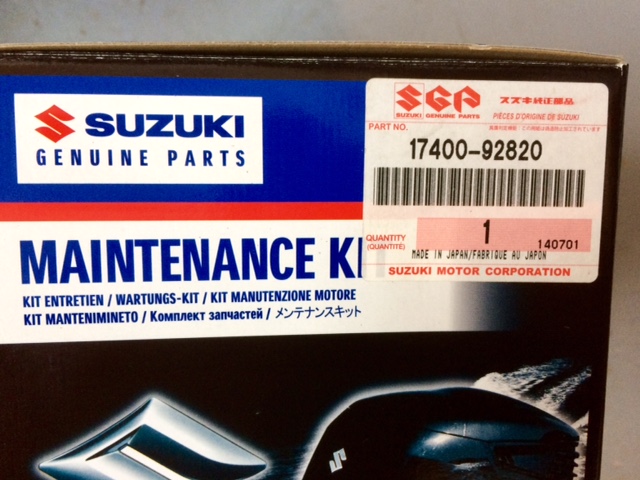 SUZUKI
GENUINE PARTS
SGP スズキ純正部品
SUZUKI GENUINE PARTS PIÈCES D'ORIGINE DE SUZUKI
PART NO.
17400-92820
QUANTITY
(QUANTITÉ)
1
140701
MADE IN JAPAN/FABRIQUE AU JAPON
SUZUKI MOTOR CORPORATION
MAINTENANCE KI
KIT ENTRETIEN / WARTUNGS-KIT / KIT MANUTENZIONE MOTORE
KIT MANTENIMINETO / Комплект запчастей / メンテナンスキット